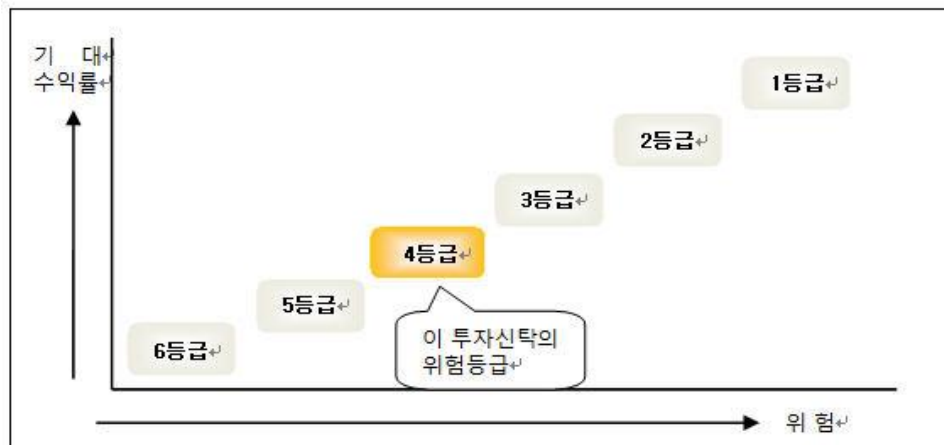 기 대↵
수익률↵
1등급↵
2등급↵
3등급↵
4등급↵
5등급↵
6등급↵
이 투자신탁의
위험등급↵
위 험↵